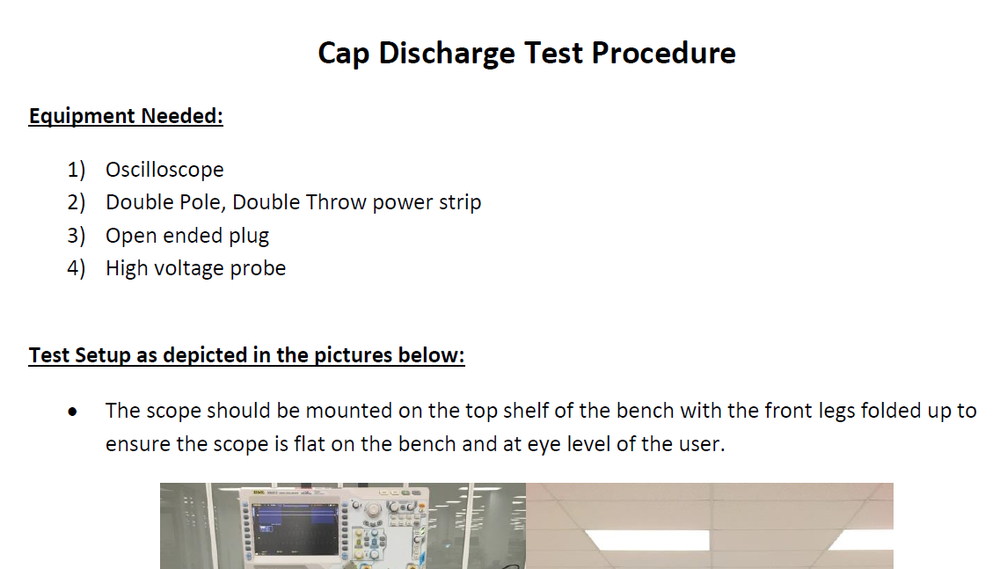 Cap Discharge Test Procedure
Equipment Needed:
1) Oscilloscope
2) Double Pole, Double Throw power strip
3) Open ended plug
4) High voltage probe
Test Setup as depicted in the pictures below:
• The scope should be mounted on the top shelf of the bench with the front legs folded up to
ensure the scope is flat on the bench and at eye level of the user.